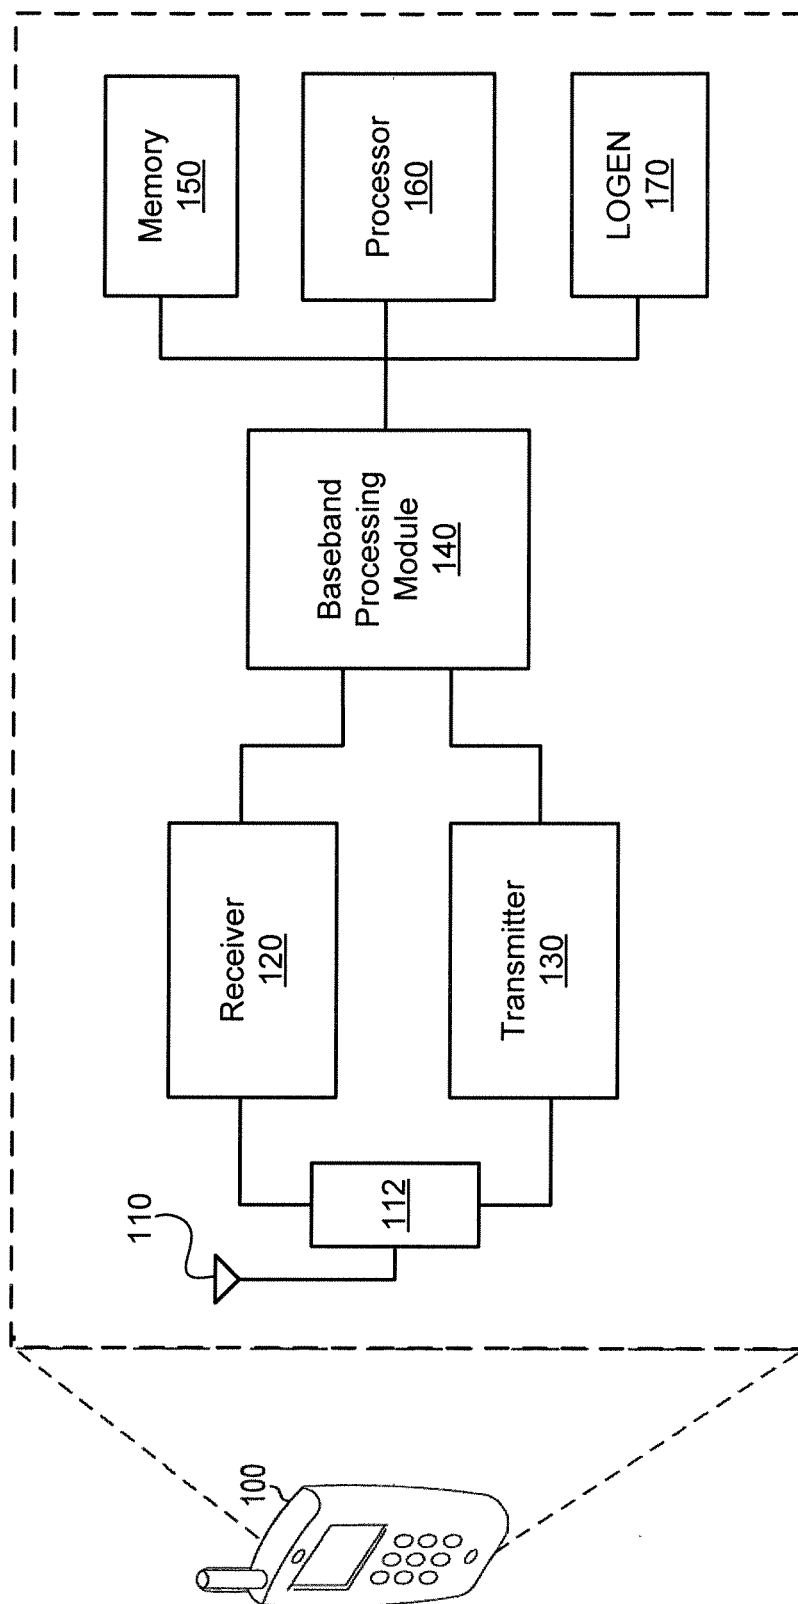 100
110
112
Receiver
120
Transmitter
130
Baseband
Processing
Module
140
Memory
150
Processor
160
LOGEN
170